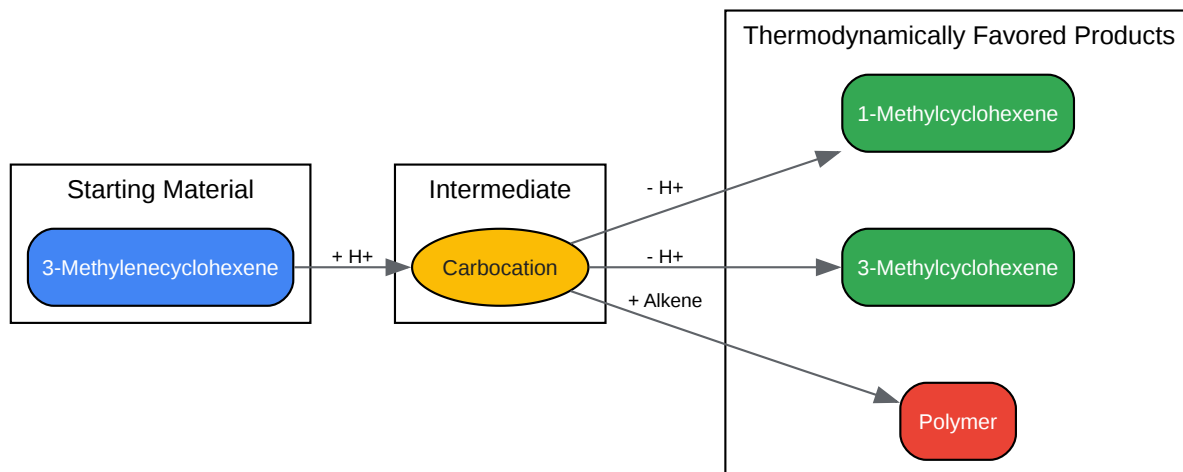 Thermodynamically Favored Products
1-Methylcyclohexene
Starting Material
Intermediate
- H+
3-Methylenecyclohexene
+ H+
Carbocation
- H+
3-Methylcyclohexene
+ Alkene
Polymer